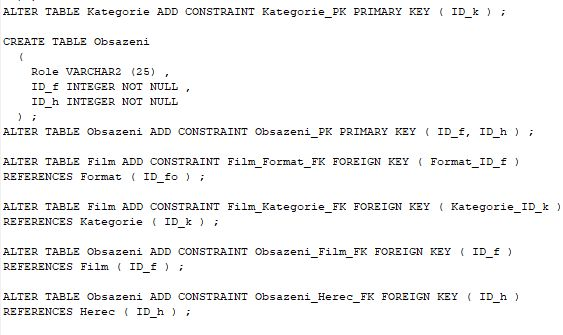 ALTER TABLE Kategorie ADD CONSTRAINT Kategorie_PK PRIMARY KEY ( ID_k ) ;
CREATE TABLE Obsazeni
(
Role VARCHAR2 (25) ,
ID_f INTEGER NOT NULL ,
ID_h INTEGER NOT NULL
) ;
ALTER TABLE Obsazeni ADD CONSTRAINT Obsazeni_PK PRIMARY KEY ( ID_f, ID_h ) ;
ALTER TABLE Film ADD CONSTRAINT Film_Format_FK FOREIGN KEY ( Format_ID_f )
REFERENCES Format ( ID_fo ) ;
ALTER TABLE Film ADD CONSTRAINT Film_Kategorie_FK FOREIGN KEY ( Kategorie_ID_k )
REFERENCES Kategorie ( ID_k ) ;
ALTER TABLE Obsazeni ADD CONSTRAINT Obsazeni_Film_FK FOREIGN KEY ( ID_f )
REFERENCES Film ( ID_f ) ;
ALTER TABLE Obsazeni ADD CONSTRAINT Obsazeni_Herec_FK FOREIGN KEY ( ID_h )
REFERENCES Herec ( ID_h ) ;